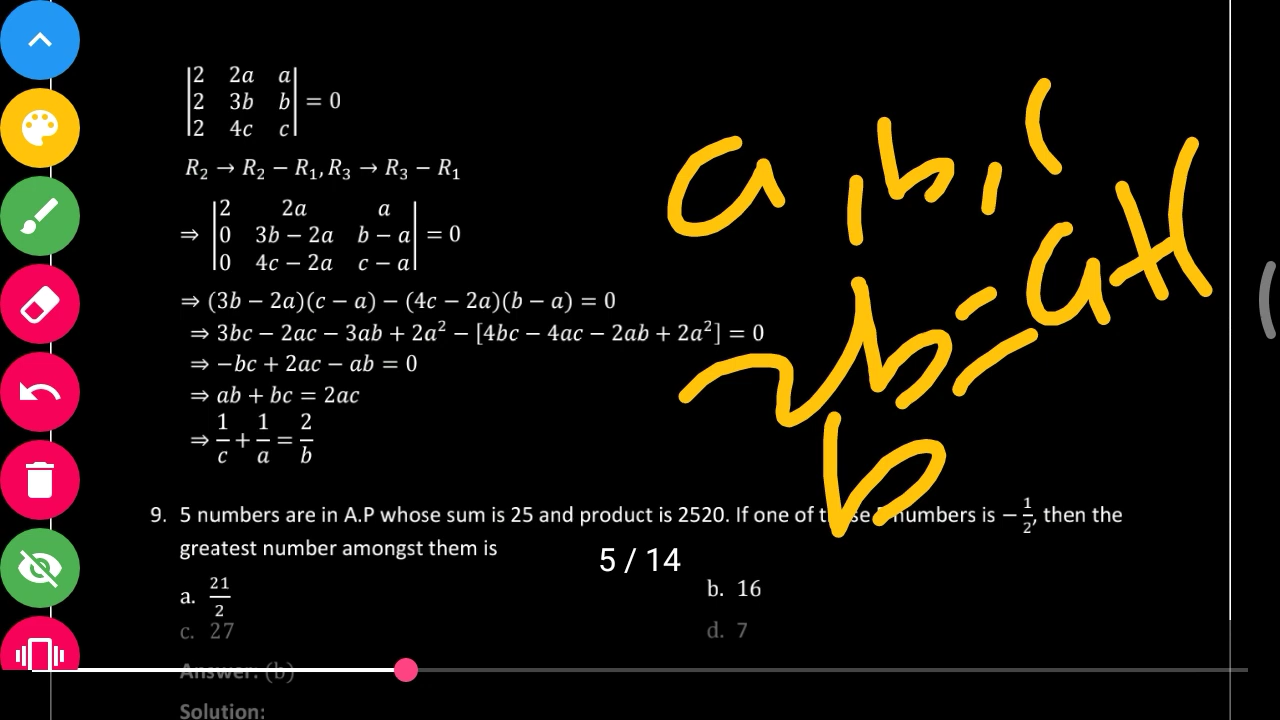 |2 2a a|
|2 3b b| = 0
|2 4c c|
R₂ → R₂ − R₁, R₃ → R₃ − R₁
⇒ |2 2a a|
|0 3b − 2a b − a| = 0
|0 4c − 2a c − a|
⇒ (3b − 2a)(c − a) − (4c − 2a)(b − a) = 0
⇒ 3bc − 2ac − 3ab + 2a² − [4bc − 4ac − 2ab + 2a²] = 0
⇒ −bc + 2ac − ab = 0
⇒ ab + bc = 2ac
⇒ 1/c + 1/a = 2/b
a, b, c
2b = a+c
b
9. 5 numbers are in A.P whose sum is 25 and product is 2520. If one of these 5 numbers is − 1/2, then the
greatest number amongst them is
5 / 14
a. 21/2
b. 16
c. 27
d. 7
Answer: (b)
Solution: